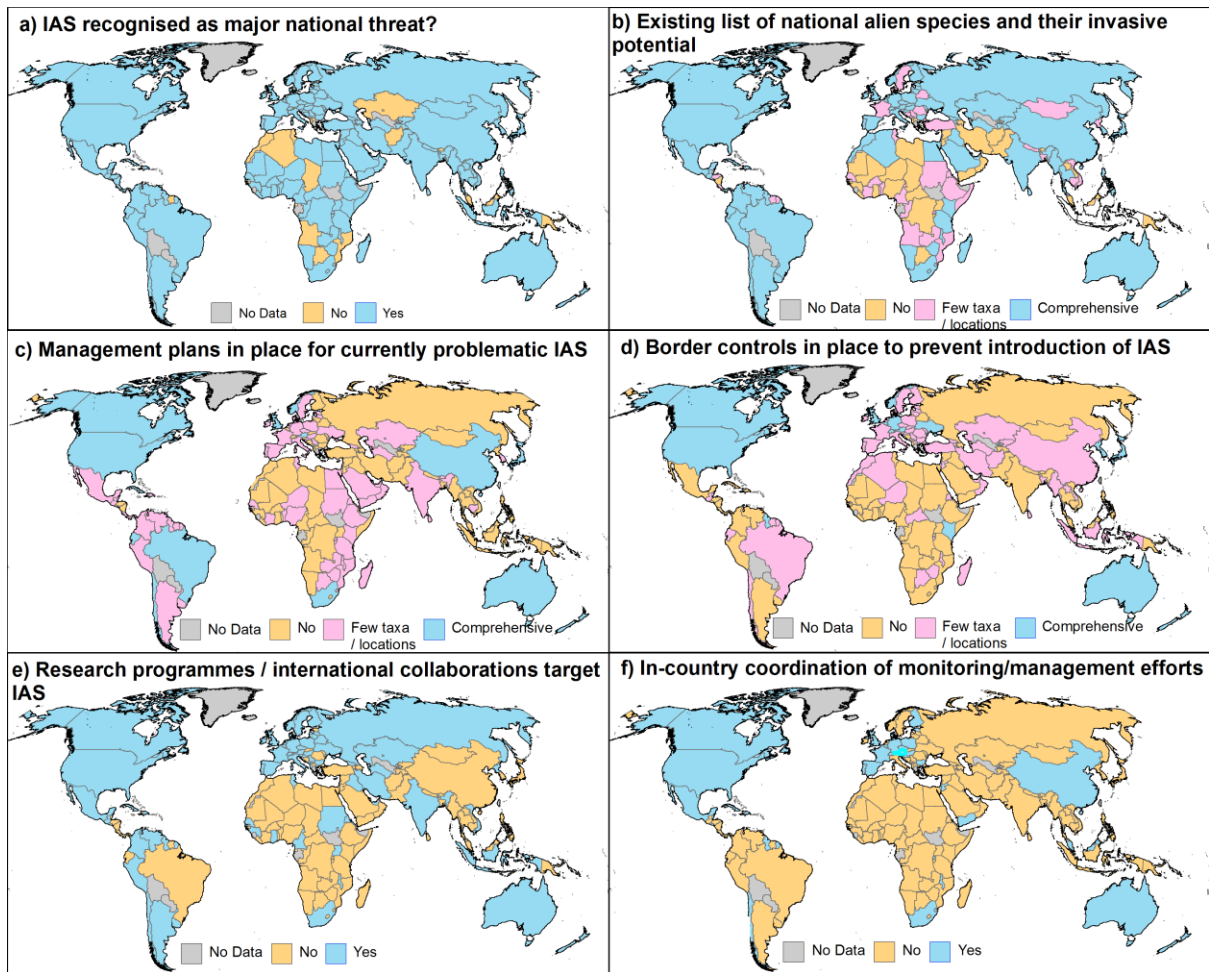 a) IAS recognised as major national threat?
No Data
No
Yes
b) Existing list of national alien species and their invasive
potential
No Data
No
Few taxa
/ locations
Comprehensive
c) Management plans in place for currently problematic IAS
No Data
No
Few taxa
/ locations
Comprehensive
d) Border controls in place to prevent introduction of IAS
No Data
No
Few taxa
/ locations
Comprehensive
e) Research programmes / international collaborations target
IAS
No Data
No
Yes
f) In-country coordination of monitoring/management efforts
No Data
No
Yes